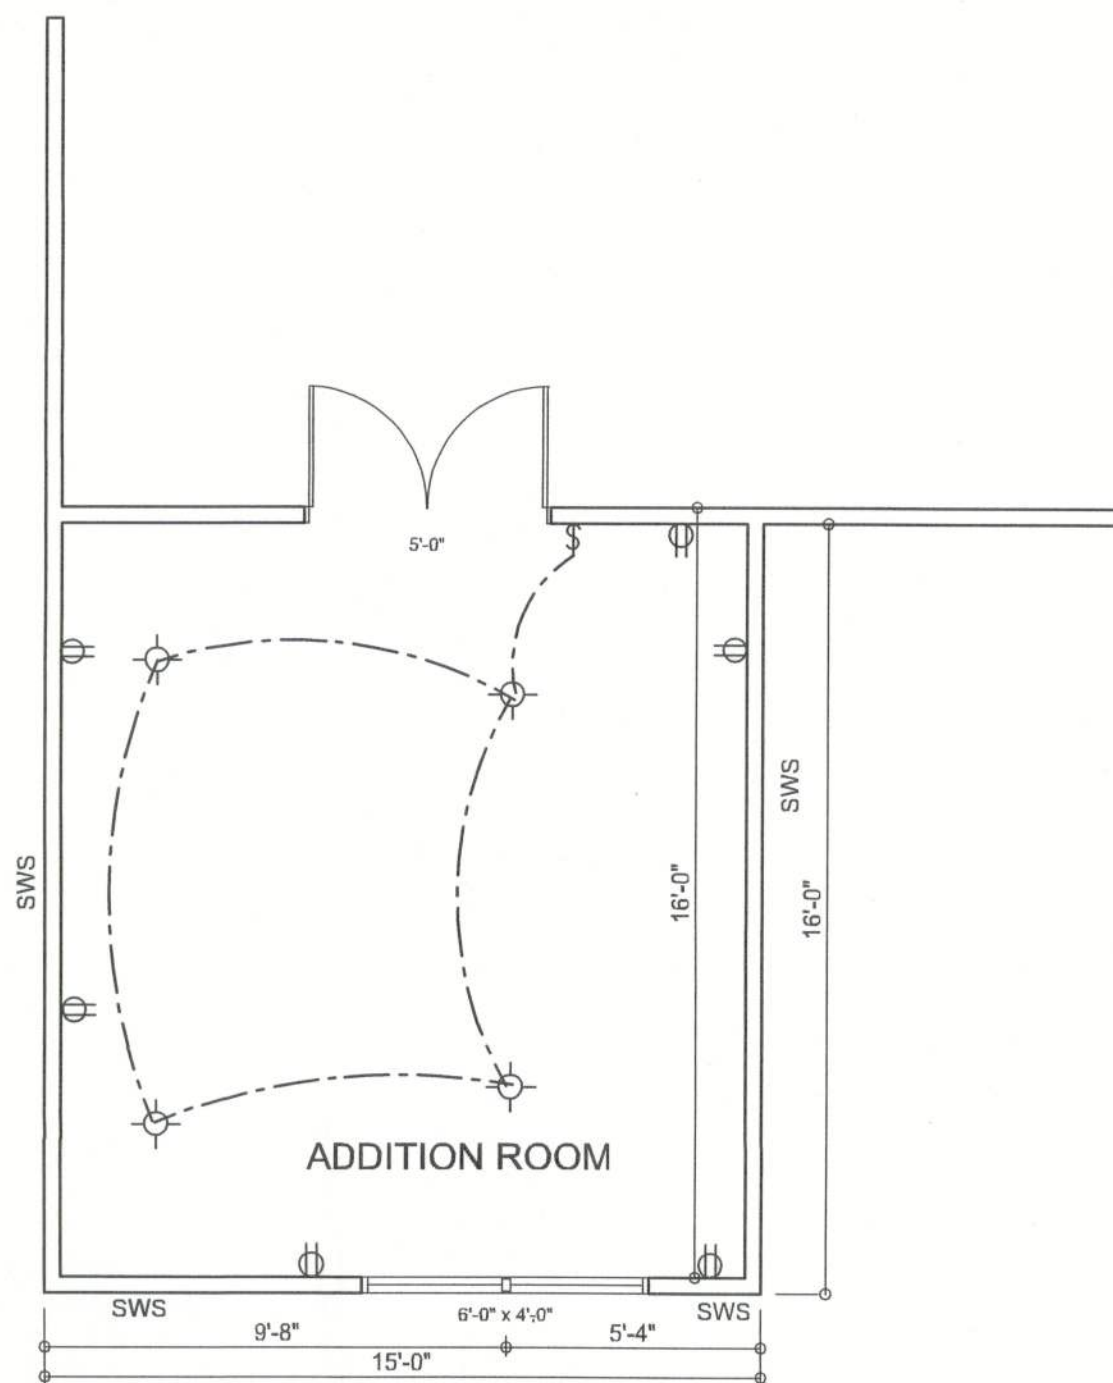 5'-0"
S
SWS
SWS
16'-0"
16'-0"
ADDITION ROOM
SWS
6'-0" x 4'-0"
SWS
9'-8"
5'-4"
15'-0"